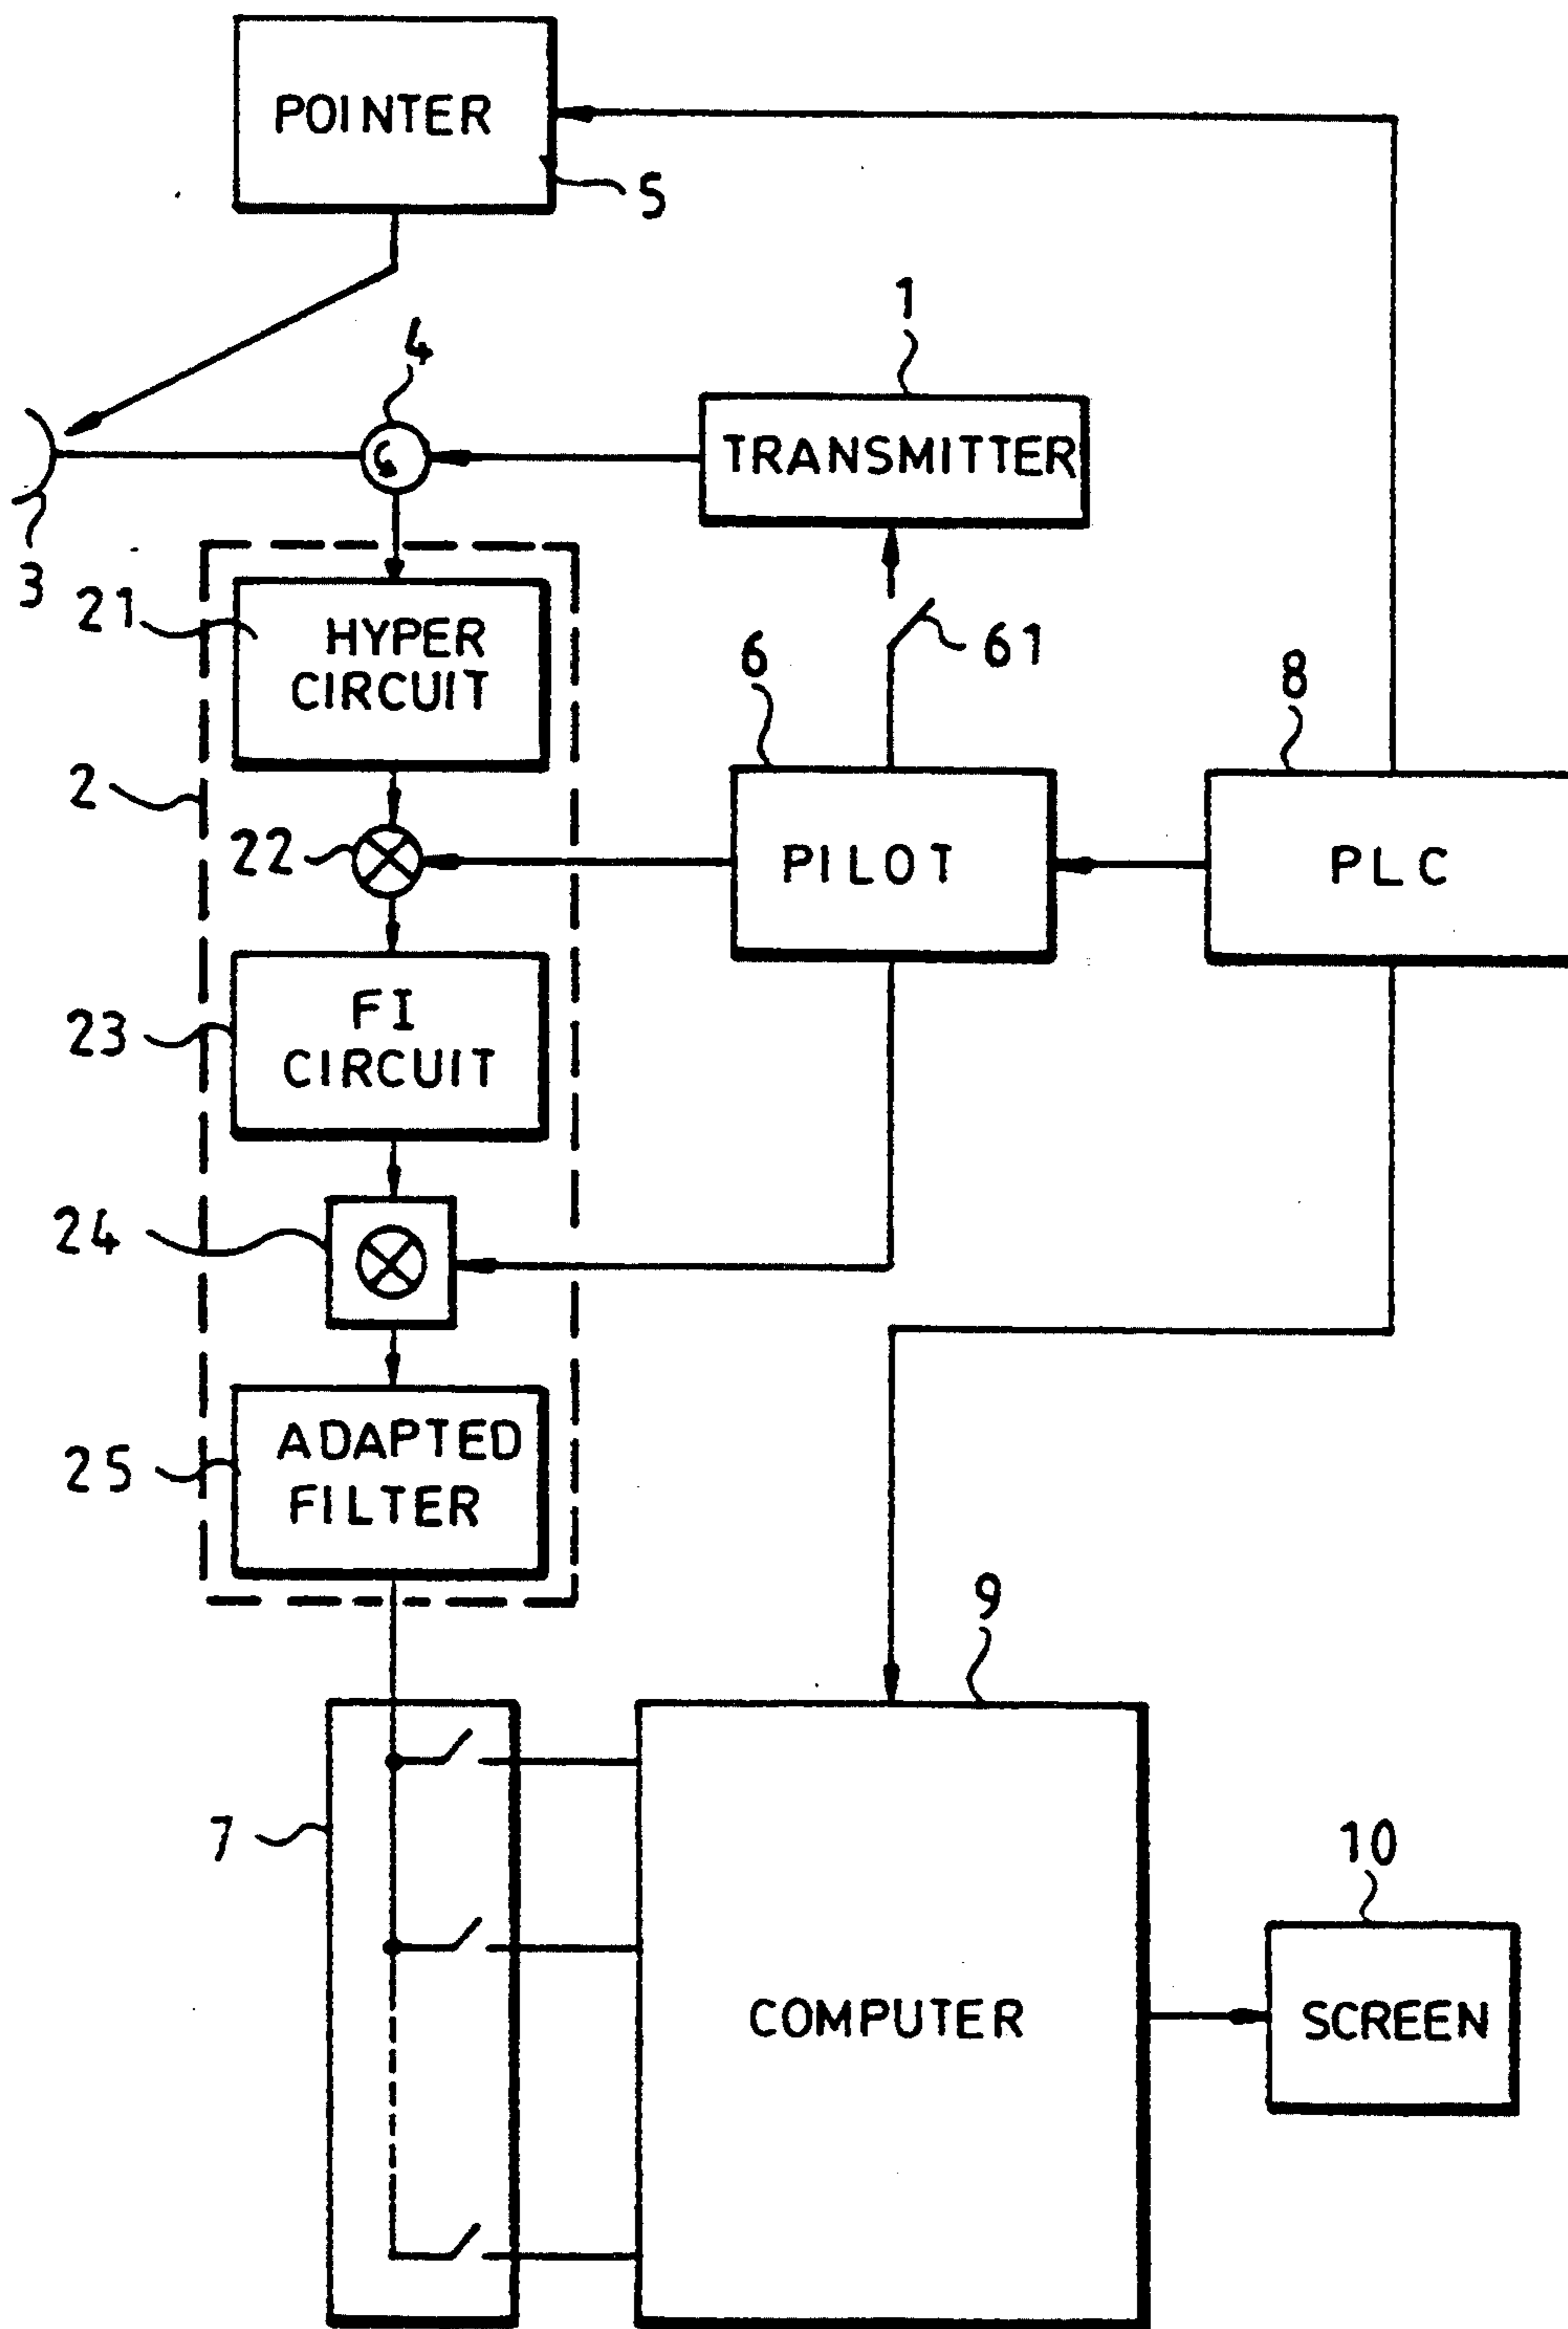 POINTER
5
1
4
TRANSMITTER
3
21
HYPER
CIRCUIT
61
6
8
2
22
PILOT
PLC
23
FI
CIRCUIT
24
25
ADAPTED
FILTER
9
7
10
COMPUTER
SCREEN